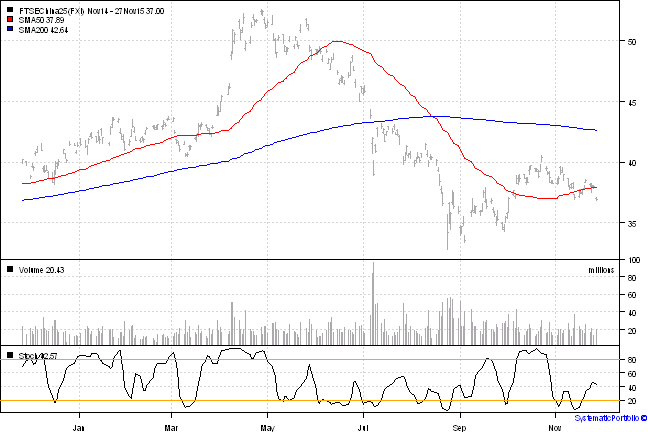 FTSEChina25(FXI) Nov14 - 27Nov15 37.00
SMA50 37.89
SMA200 42.64
50
45
40
35
100
Volume 20.43
millions
80
60
40
20
Stoch 42.57
80
60
40
20
Jan Mar May Jul Sep Nov
SystematicPortfolio ©